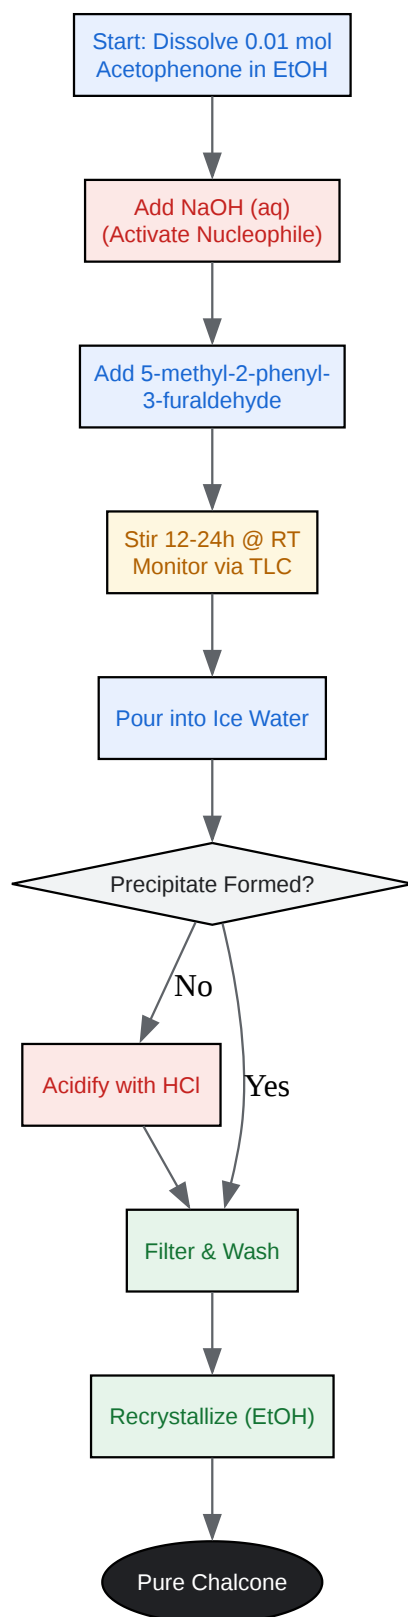 Start: Dissolve 0.01 mol
Acetophenone in EtOH
Add NaOH (aq)
(Activate Nucleophile)
Add 5-methyl-2-phenyl-
3-furaldehyde
Stir 12-24h @ RT
Monitor via TLC
Pour into Ice Water
Precipitate Formed?
No
Acidify with HCl
Yes
Filter & Wash
Recrystallize (EtOH)
Pure Chalcone